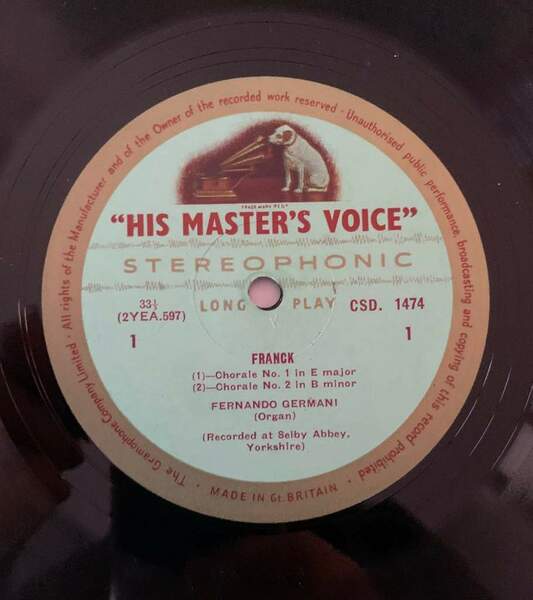 The Gramophone Company Limited · All rights of the Manufacturer and of the Owner of the recorded work reserved · Unauthorised public performance, broadcasting and copying of this record prohibited ·
TRADE MARK REGD
"HIS MASTER'S VOICE"
STEREOPHONIC
33⅓ LONG PLAY CSD. 1474
(2YEA.597)
1 1
FRANCK
(1)—Chorale No. 1 in E major
(2)—Chorale No. 2 in B minor
FERNANDO GERMANI
(Organ)
(Recorded at Selby Abbey,
Yorkshire)
MADE IN Gt. BRITAIN